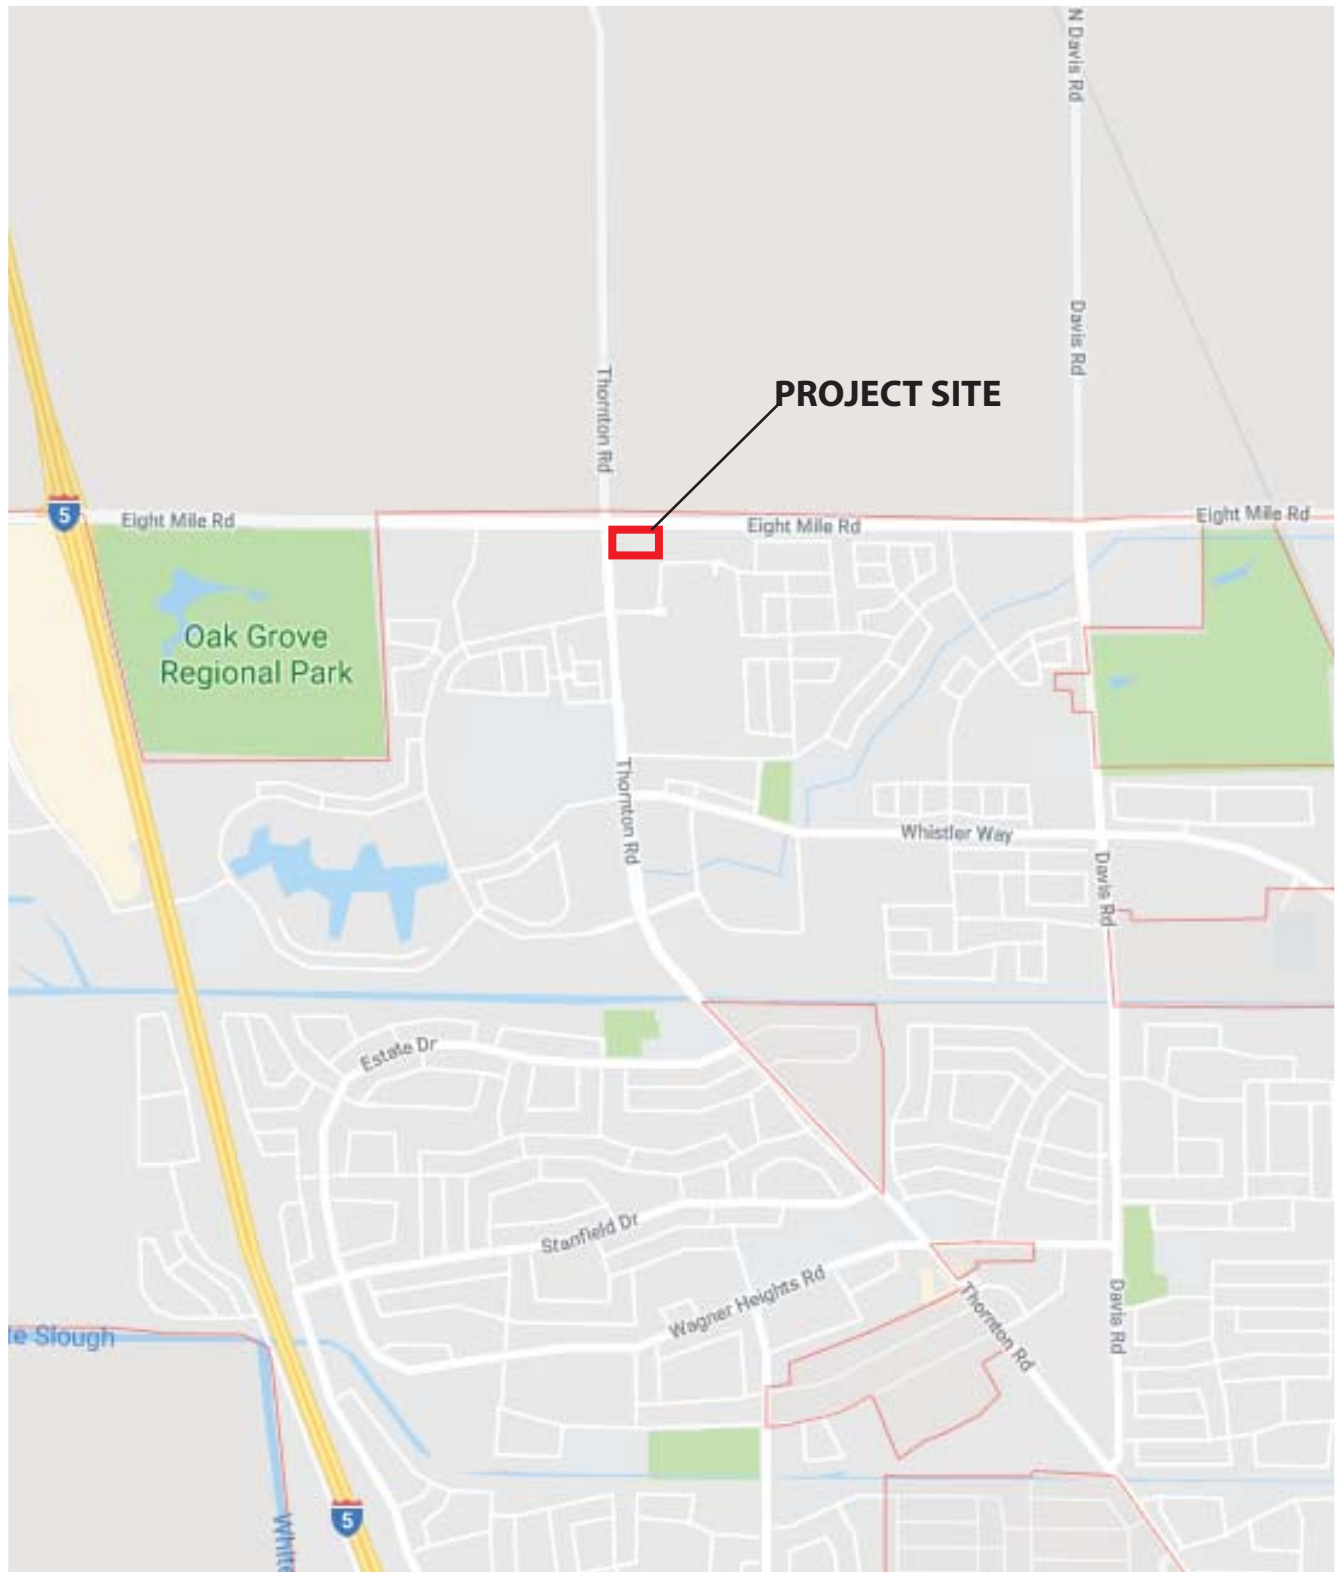 N Davis Rd
Davis Rd
Thornton Rd
PROJECT SITE
5
Eight Mile Rd
Eight Mile Rd
Eight Mile Rd
Oak Grove
Regional Park
Thornton Rd
Whistler Way
Davis Rd
Estate Dr
Stanfield Dr
Wagner Heights Rd
Thornton Rd
Davis Rd
te Slough
5
White